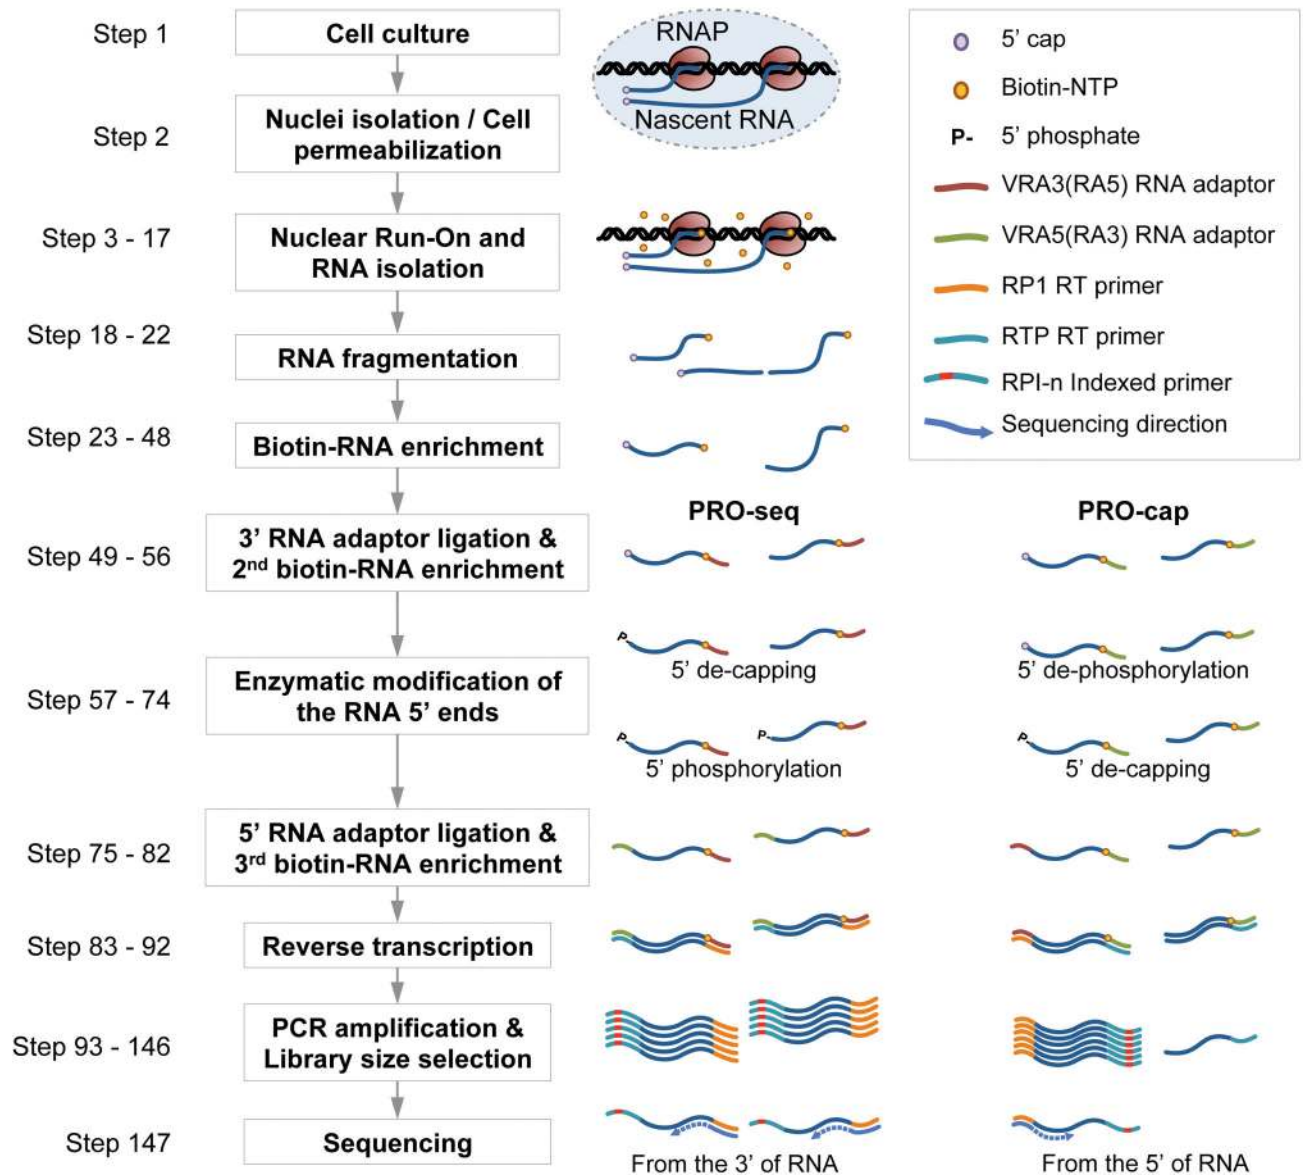 Step 1
Cell culture
RNAP
Nascent RNA
Step 2
Nuclei isolation / Cell
permeabilization
Step 3 - 17
Nuclear Run-On and
RNA isolation
Step 18 - 22
RNA fragmentation
Step 23 - 48
Biotin-RNA enrichment
5' cap
Biotin-NTP
P- 5' phosphate
VRA3(RA5) RNA adaptor
VRA5(RA3) RNA adaptor
RP1 RT primer
RTP RT primer
RPI-n Indexed primer
Sequencing direction
PRO-seq
PRO-cap
Step 49 - 56
3' RNA adaptor ligation &
2nd biotin-RNA enrichment
Step 57 - 74
Enzymatic modification of
the RNA 5' ends
P-
5' de-capping
5' de-phosphorylation
P-
P-
5' phosphorylation
P-
5' de-capping
Step 75 - 82
5' RNA adaptor ligation &
3rd biotin-RNA enrichment
Step 83 - 92
Reverse transcription
Step 93 - 146
PCR amplification &
Library size selection
Step 147
Sequencing
From the 3' of RNA
From the 5' of RNA